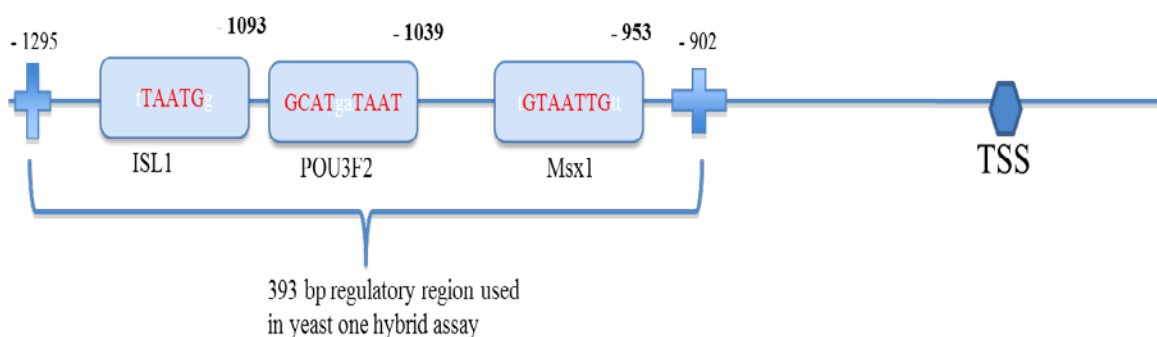 - 1295
- 1093
- 1039
- 953
- 902
tTAATGg
GCATgaTAAT
GTAATTG
ISL1
POU3F2
Msx1
TSS
393 bp regulatory region used
in yeast one hybrid assay